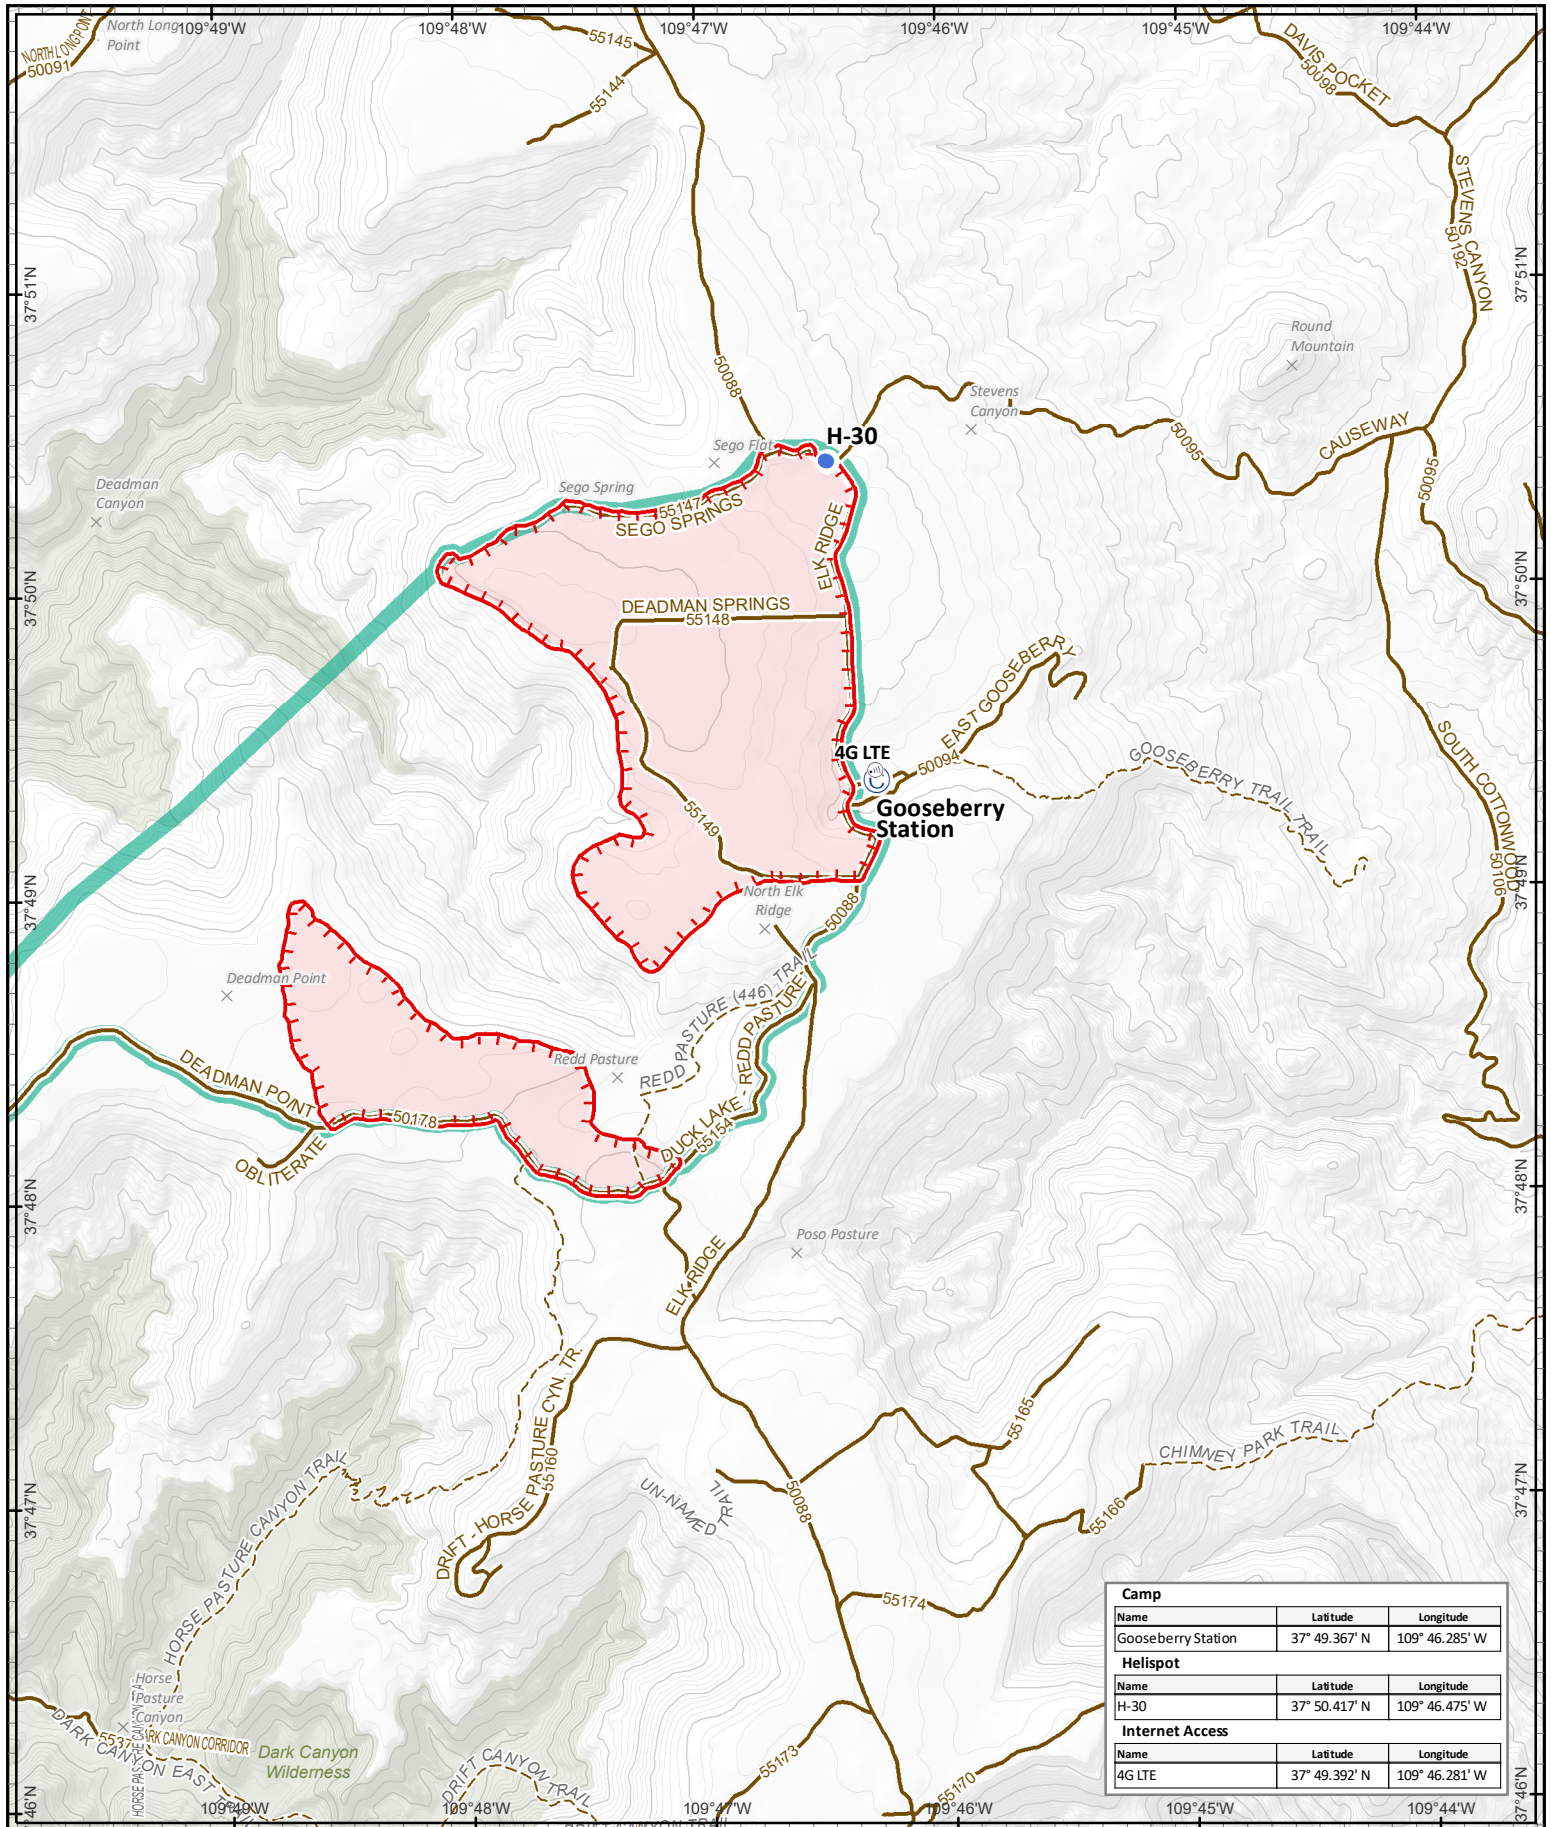 109°49'W
109°48'W
109°47'W
109°46'W
109°45'W
109°44'W
North Long
Point
NORTH LONG POINT
50091
55145
55144
DAVIS POCKET
50098
STEVENS CANYON
50192
37°51'N
37°51'N
Round
Mountain
50088
Stevens
Canyon
H-30
Sego Flat
CAUSEWAY
50095
50095
Deadman
Canyon
Sego Spring
55147
SEGO SPRINGS
ELK RIDGE
37°50'N
37°50'N
DEADMAN SPRINGS
55148
EAST GOOSEBERRY
50094
4G LTE
Gooseberry
Station
GOOSEBERRY TRAIL
TRAIL
SOUTH COTTONWOOD
50106
55149
37°49'N
37°49'N
North Elk
Ridge
50088
Deadman Point
REDD PASTURE (446) TRAIL
Redd Pasture
DUCK LAKE - REDD PASTURE
55154
DEADMAN POINT
50178
OBLITERATE
37°48'N
37°48'N
Poso Pasture
ELK RIDGE
DRIFT - HORSE PASTURE CYN. TR.
55160
55165
CHIMNEY PARK TRAIL
HORSE PASTURE CANYON TRAIL
UN-NAMED
TRAIL
50088
55166
37°47'N
37°47'N
55174
Horse
Pasture
Canyon
DARK CANYON EAST TRAIL
ARK CANYON CORRIDOR
Dark Canyon
Wilderness
DRIFT CANYON TRAIL
55173
55170
Camp
Name Latitude Longitude
Gooseberry Station 37° 49.367' N 109° 46.285' W
Helispot
Name Latitude Longitude
H-30 37° 50.417' N 109° 46.475' W
Internet Access
Name Latitude Longitude
4G LTE 37° 49.392' N 109° 46.281' W
37°46'N
37°46'N
109°49'W
109°48'W
109°47'W
109°46'W
109°45'W
109°44'W